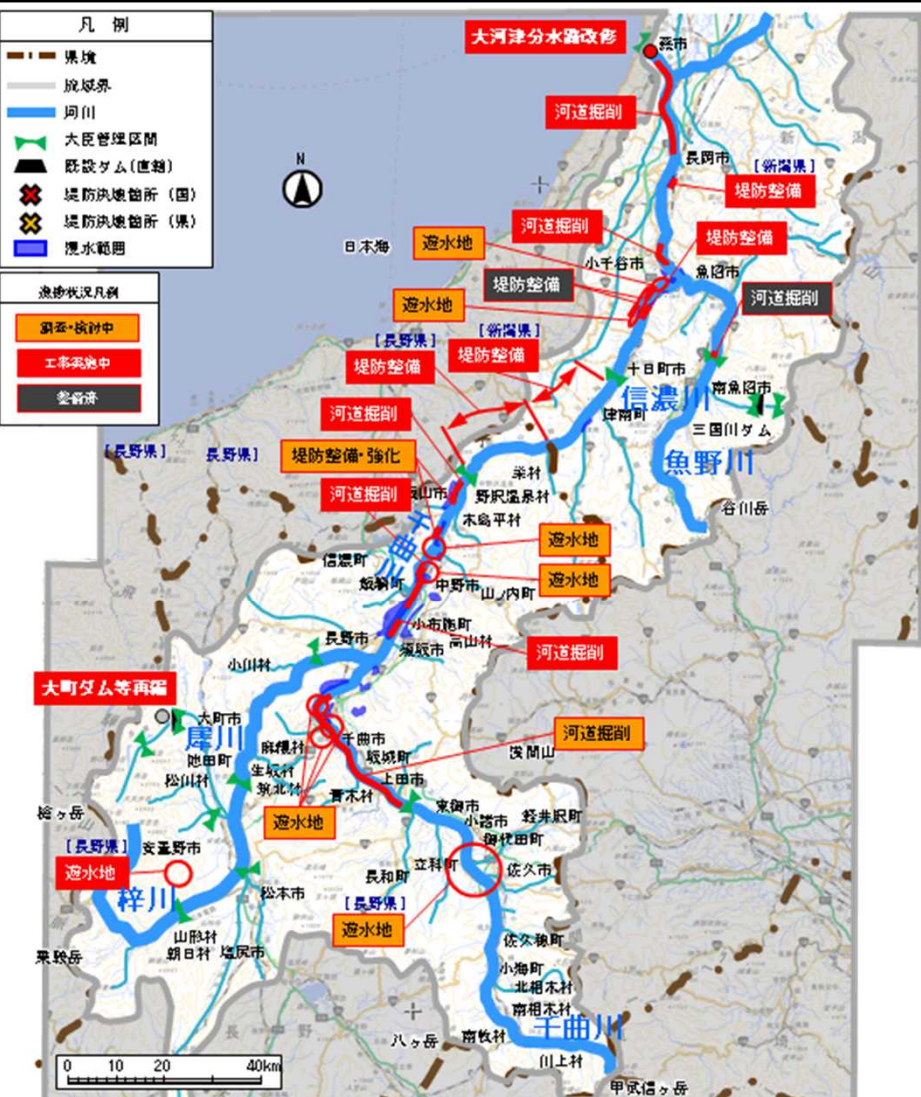 凡 例
県境
流域界
河川
大臣管理区間
既設ダム(直轄)
堤防決壊箇所（国）
堤防決壊箇所（県）
浸水範囲
進捗状況凡例
調査・検討中
工事実施中
整備済
N
日本海
大河津分水路改修
燕市
河道掘削
長岡市
新
潟
[新潟県]
堤防整備
河道掘削
堤防整備
遊水地
小千谷市
魚沼市
堤防整備
河道掘削
遊水地
[長野県]
[新潟県]
堤防整備
堤防整備
十日町市
信濃川
南魚沼市
津南町
三国川ダム
河道掘削
魚野川
[長野県]
長野県]
堤防整備・強化
栄村
飯山市
野沢温泉村
河道掘削
谷川岳
木島平村
千曲川
遊水地
信濃町
飯綱町
中野市
遊水地
山ノ内町
小布施町
高山村
長野市
須坂市
河道掘削
小川村
大町ダム等再編
大町市
犀川
池田町
麻績村
千曲市
河道掘削
浅間山
坂城町
生坂村
松川村
筑北村
上田市
青木村
東御市
槍ヶ岳
遊水地
小諸市
軽井沢町
御代田町
[長野県]
安曇野市
立科町
佐久市
遊水地
長和町
梓川
松本市
[長野県]
遊水地
山形村
朝日村
塩尻市
佐久穂町
乗鞍岳
小海町
北相木村
南相木村
千曲川
長
野
八ヶ岳
南牧村
川上村
甲武信ヶ岳
0 10 20 40km